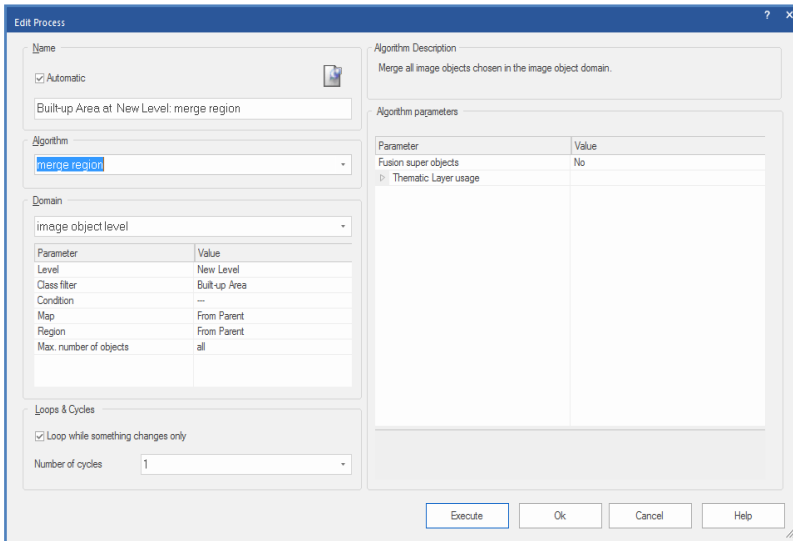 Edit Process
? ×
Name
Automatic
Built-up Area at New Level: merge region
Algorithm
merge region
Domain
image object level
Parameter Value
Level New Level
Class filter Built-up Area
Condition ---
Map From Parent
Region From Parent
Max. number of objects all
Loops & Cycles
Loop while something changes only
Number of cycles 1
Algorithm Description
Merge all image objects chosen in the image object domain.
Algorithm parameters
Parameter Value
Fusion super objects No
Thematic Layer usage
Execute Ok Cancel Help